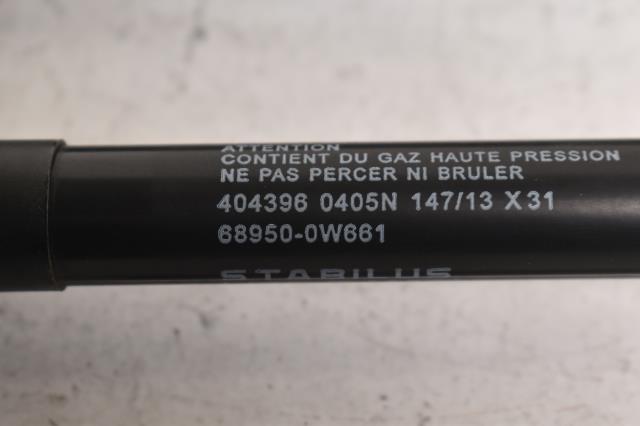 ATTENTION
CONTIENT DU GAZ HAUTE PRESSION
NE PAS PERCER NI BRULER
404396 0405N 147/13 X31
68950-0W661
STABILUS